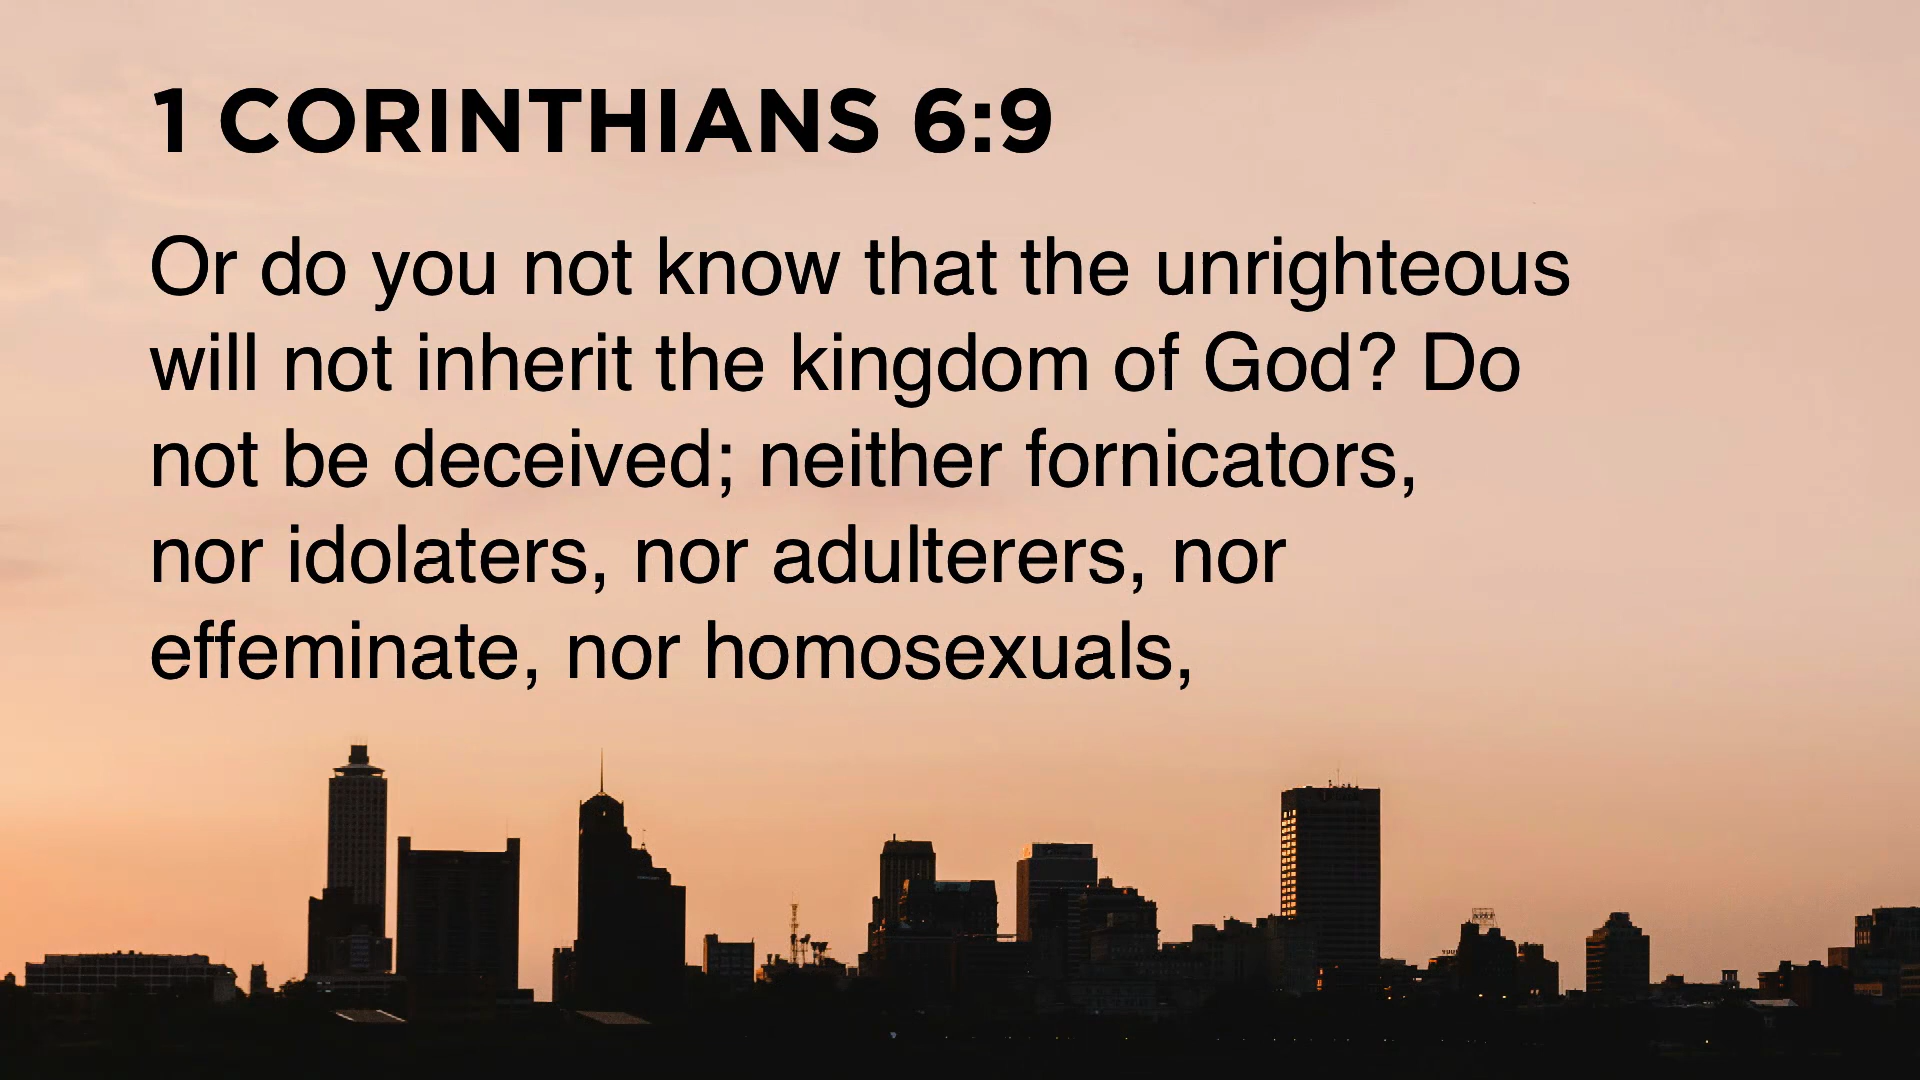 1 CORINTHIANS 6:9
Or do you not know that the unrighteous
will not inherit the kingdom of God? Do
not be deceived; neither fornicators,
nor idolaters, nor adulterers, nor
effeminate, nor homosexuals,